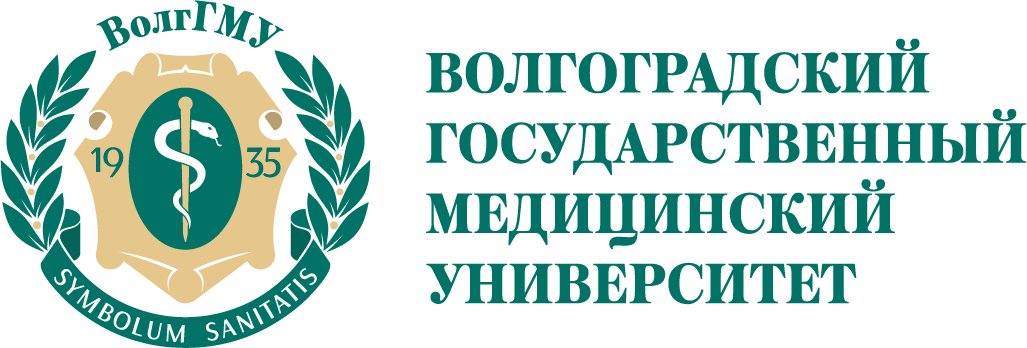 ВолгГМУ
19 35
SYMBOLUM SANITATIS
ВОЛГОГРАДСКИЙ
ГОСУДАРСТВЕННЫЙ
МЕДИЦИНСКИЙ
УНИВЕРСИТЕТ